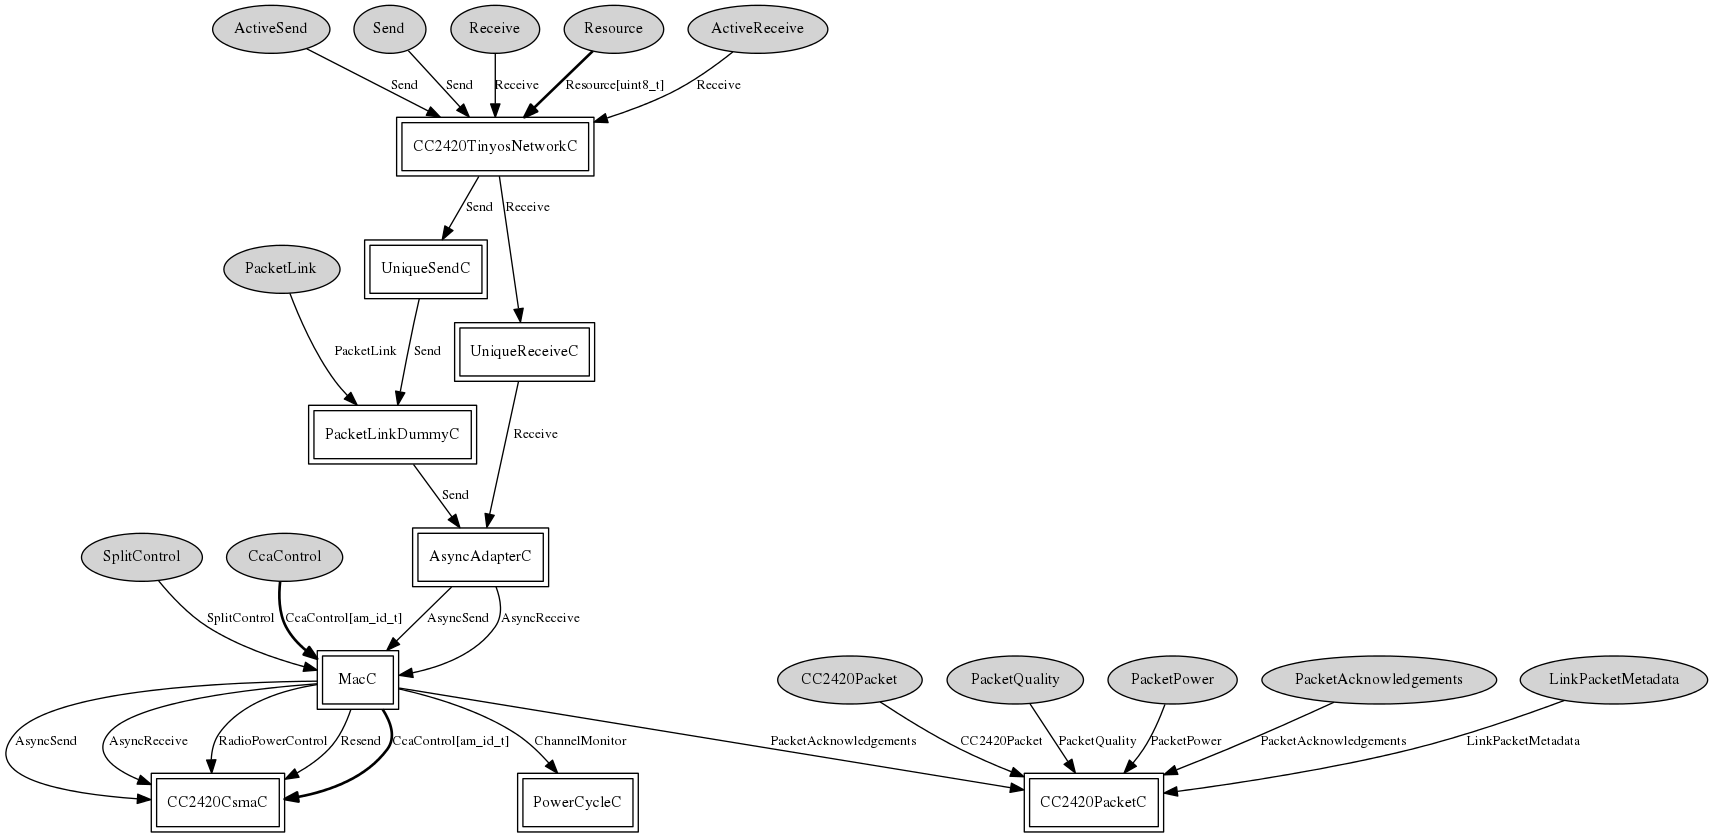 ActiveSend
Send
Receive
Resource
ActiveReceive
Send
Send
Receive
Resource[uint8_t]
Receive
CC2420TinyosNetworkC
Send
Receive
PacketLink
UniqueSendC
PacketLink
Send
UniqueReceiveC
PacketLinkDummyC
Receive
Send
SplitControl
CcaControl
AsyncAdapterC
SplitControl
CcaControl[am_id_t]
AsyncSend
AsyncReceive
MacC
CC2420Packet
PacketQuality
PacketPower
PacketAcknowledgements
LinkPacketMetadata
AsyncSend
AsyncReceive
RadioPowerControl
Resend
CcaControl[am_id_t]
ChannelMonitor
PacketAcknowledgements
CC2420Packet
PacketQuality
PacketPower
PacketAcknowledgements
LinkPacketMetadata
CC2420CsmaC
PowerCycleC
CC2420PacketC